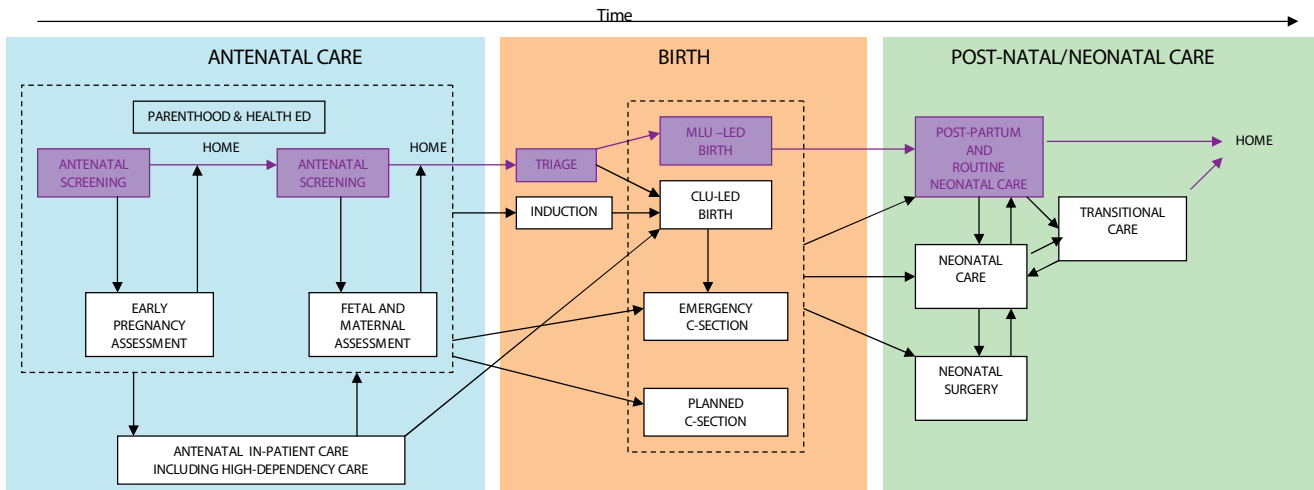 Time
ANTENATAL CARE
PARENTHOOD & HEALTH ED
HOME
HOME
ANTENATAL
SCREENING
ANTENATAL
SCREENING
EARLY
PREGNANCY
ASSESSMENT
FETAL AND
MATERNAL
ASSESSMENT
ANTENATAL IN-PATIENT CARE
INCLUDING HIGH-DEPENDENCY CARE
BIRTH
TRIAGE
MLU –LED
BIRTH
INDUCTION
CLU-LED
BIRTH
EMERGENCY
C-SECTION
PLANNED
C-SECTION
POST-NATAL/NEONATAL CARE
POST-PARTUM
AND
ROUTINE
NEONATAL CARE
HOME
TRANSITIONAL
CARE
NEONATAL
CARE
NEONATAL
SURGERY